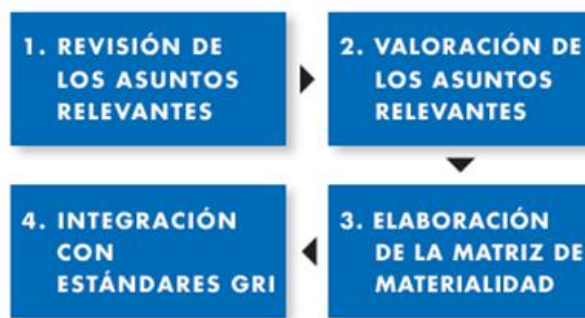 1. REVISIÓN DE
LOS ASUNTOS
RELEVANTES
2. VALORACIÓN DE
LOS ASUNTOS
RELEVANTES
3. ELABORACIÓN
DE LA MATRIZ DE
MATERIALIDAD
4. INTEGRACIÓN
CON
ESTÁNDARES GRI